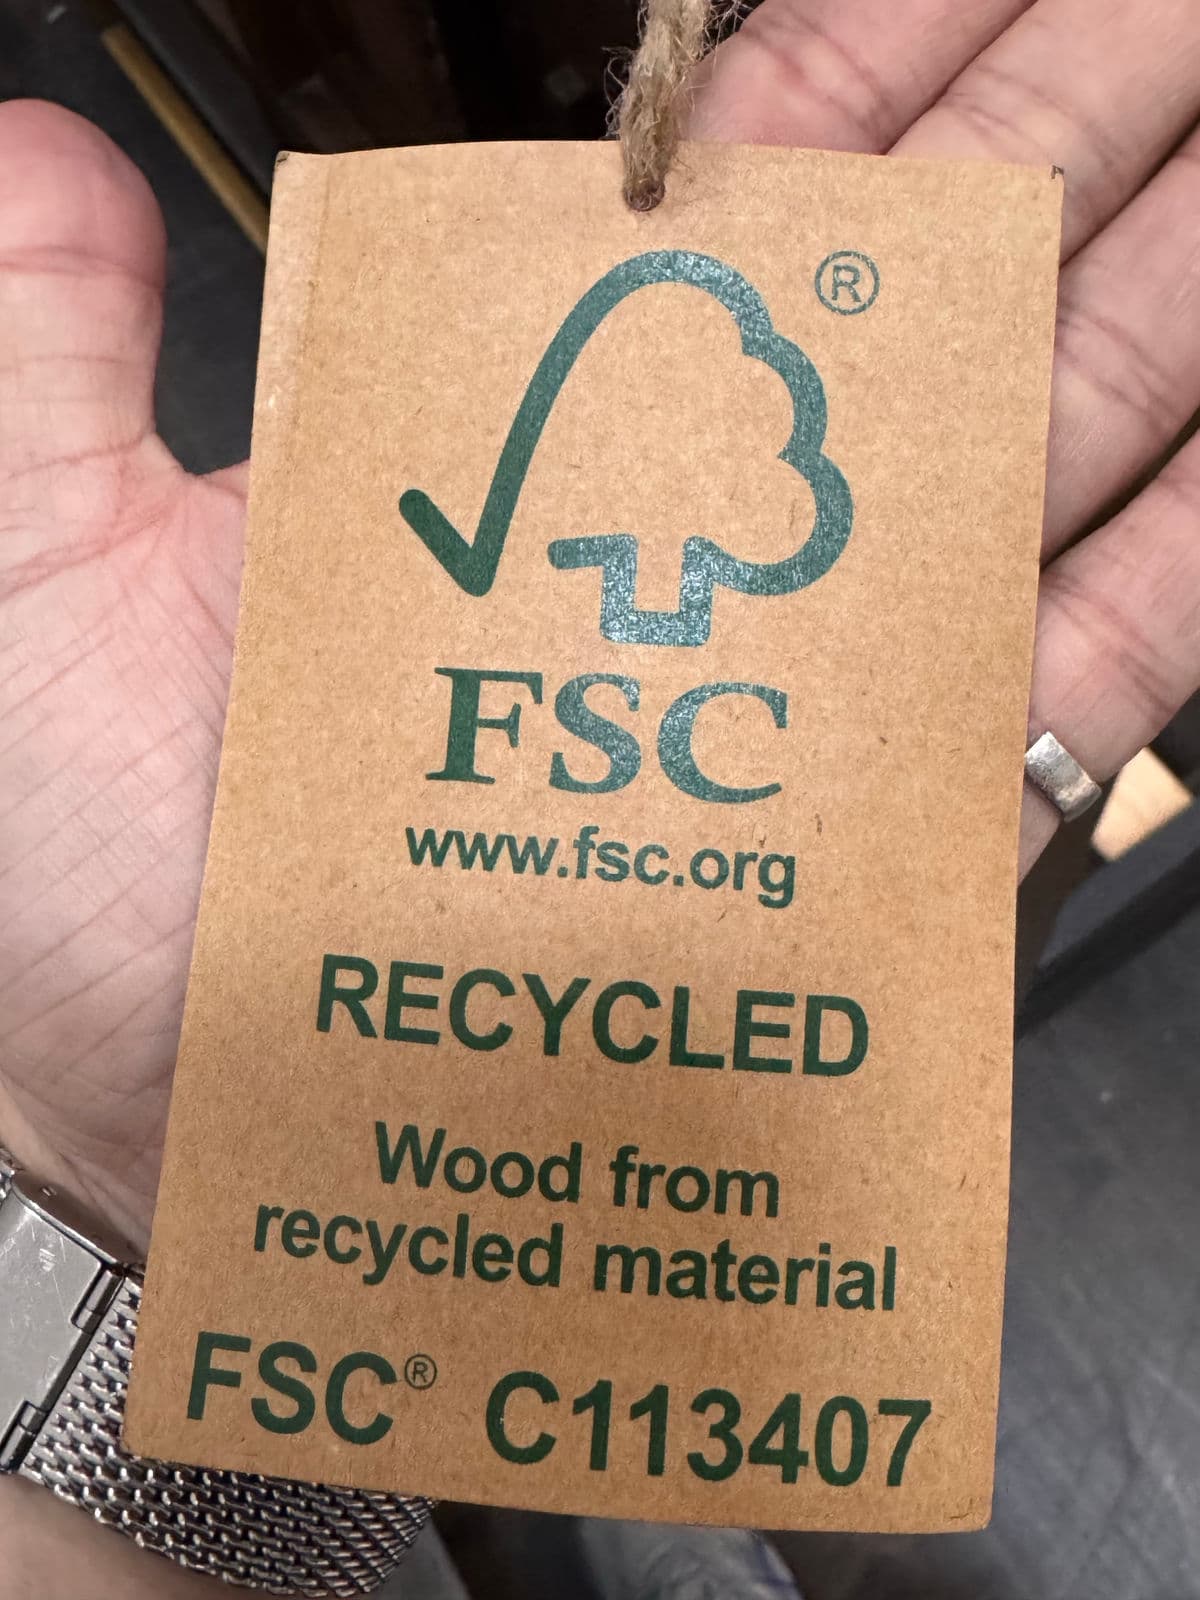 ®
FSC
www.fsc.org
RECYCLED
Wood from
recycled material
FSC® C113407